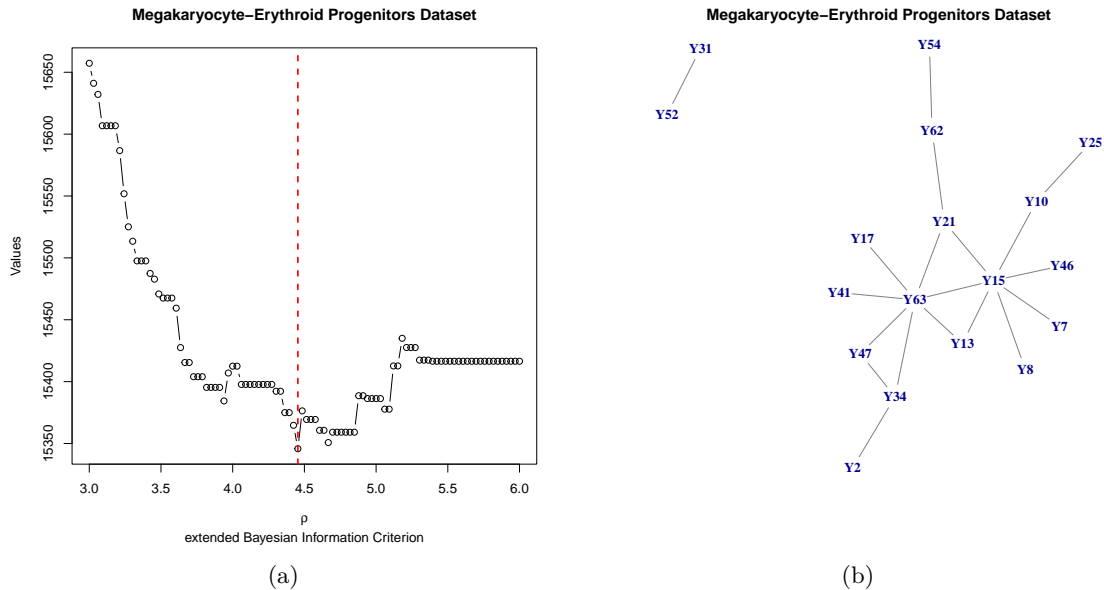 Megakaryocyte−Erythroid Progenitors Dataset
15650
15600
15550
15500
15450
15400
15350
Values
3.0 3.5 4.0 4.5 5.0 5.5 6.0
ρ
extended Bayesian Information Criterion
(a)
Megakaryocyte−Erythroid Progenitors Dataset
Y31
Y54
Y52
Y62
Y25
Y10
Y21
Y17
Y46
Y15
Y41
Y63
Y7
Y13
Y47
Y8
Y34
Y2
(b)